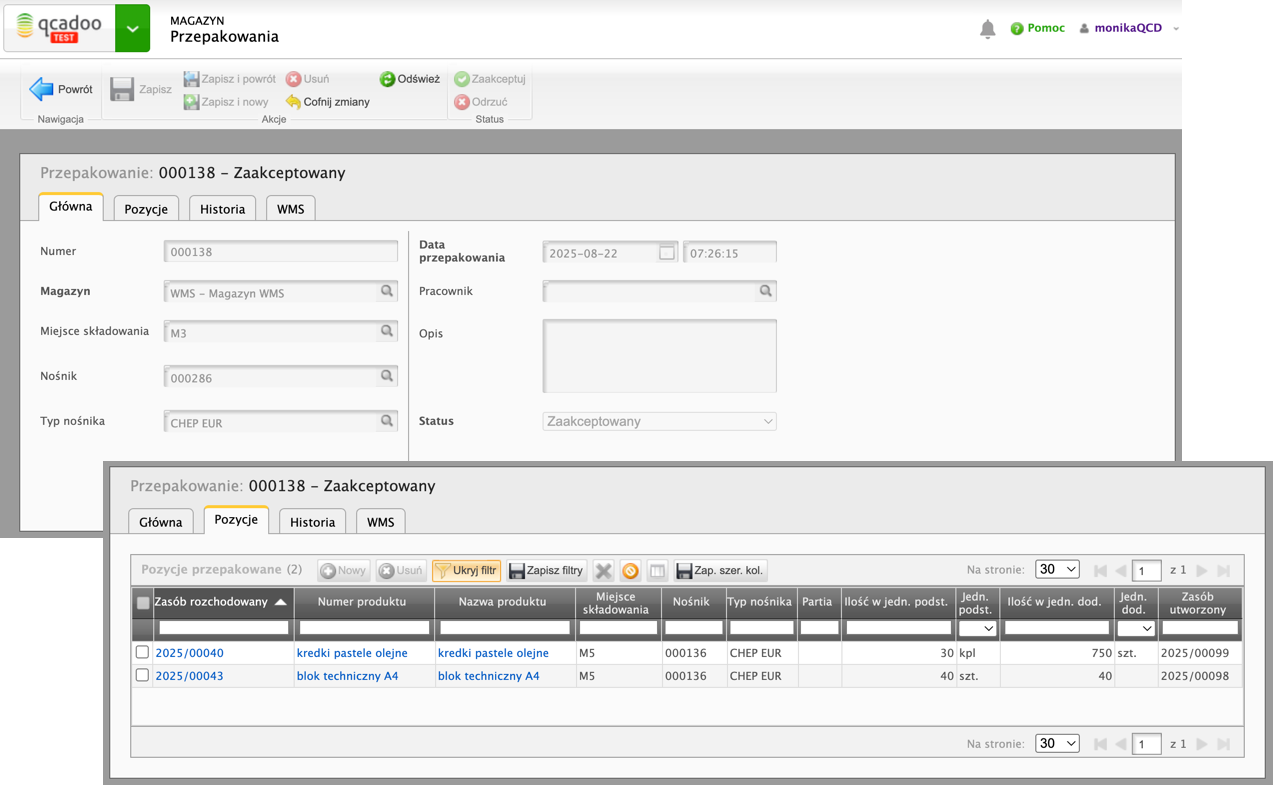 qcadoo
TEST
MAGAZYN
Przepakowania
Pomoc
monikaQCD
Powrót
Nawigacja
Zapisz
Zapisz i powrót
Usuń
Odśwież
Zapisz i nowy
Cofnij zmiany
Akcje
Zaakceptuj
Odrzuć
Status
Przepakowanie: 000138 – Zaakceptowany
Główna
Pozycje
Historia
WMS
Numer
000138
Magazyn
WMS – Magazyn WMS
Miejsce składowania
M3
Nośnik
000286
Typ nośnika
CHEP EUR
Data
przepakowania
2025-08-22
07:26:15
Pracownik
Opis
Status
Zaakceptowany
Przepakowanie: 000138 – Zaakceptowany
Główna
Pozycje
Historia
WMS
Pozycje przepakowane (2)
Nowy
Usuń
Ukryj filtr
Zapisz filtry
Zap. szer. kol.
Na stronie:
30
1
z 1
Zasób rozchodowany
Numer produktu
Nazwa produktu
Miejsce
składowania
Nośnik
Typ nośnika
Partia
Ilość w jedn. podst.
Jedn.
podst.
Ilość w jedn. dod.
Jedn.
dod.
Zasób
utworzony
2025/00040 kredki pastele olejne kredki pastele olejne M5 000136 CHEP EUR 30 kpl 750 szt. 2025/00099
2025/00043 blok techniczny A4 blok techniczny A4 M5 000136 CHEP EUR 40 szt. 40 2025/00098
Na stronie:
30
1
z 1